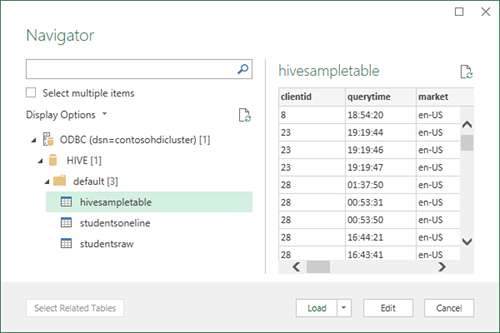 Navigator
Select multiple items
Display Options
ODBC (dsn=contosohdicluster) [1]
HIVE [1]
default [3]
hivesampletable
studentsoneline
studentsraw
hivesampletable
clientid querytime market
8 18:54:20 en-US
23 19:19:44 en-US
23 19:19:46 en-US
23 19:19:47 en-US
28 01:37:50 en-US
28 00:53:31 en-US
28 00:53:50 en-US
28 16:44:21 en-US
28 16:43:41 en-US
Select Related Tables
Load
Edit
Cancel